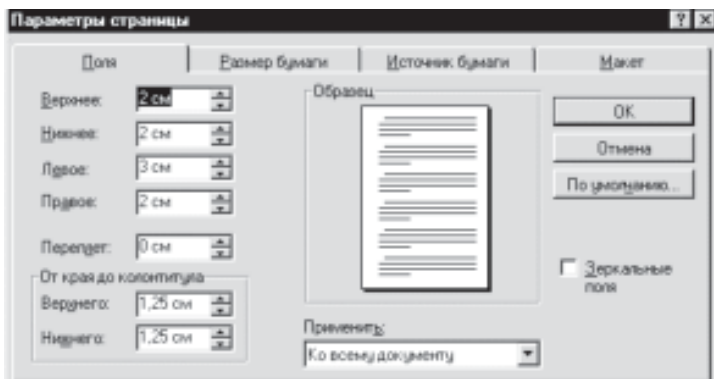 Параметры страницы
Поля Размер бумаги Источник бумаги Макет
Верхнее: 2 см
Нижнее: 2 см
Левое: 3 см
Правое: 2 см
Переплет: 0 см
От края до колонтитула
Верхнего: 1,25 см
Нижнего: 1,25 см
Образец
Применить:
Ко всему документу
ОК
Отмена
По умолчанию...
Зеркальные
поля